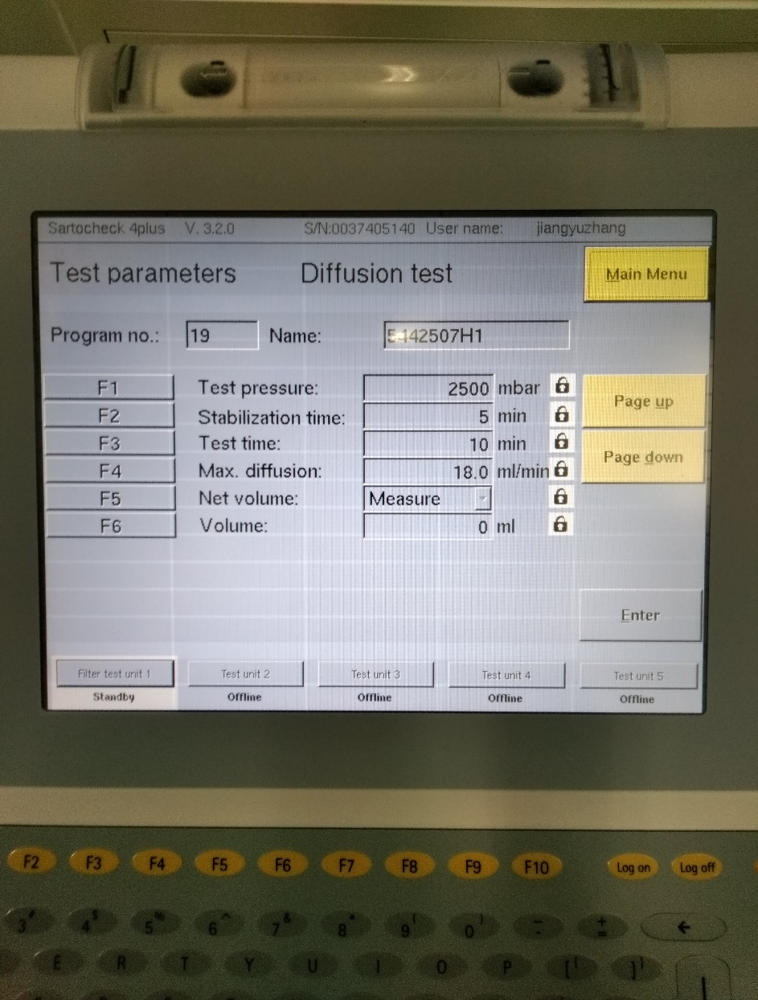 Sartocheck 4plus V. 3.2.0 S/N:0037405140 User name: jiangyuzhang
Test parameters Diffusion test Main Menu
Program no.: 19 Name: 5442507H1
F1 Test pressure: 2500 mbar
Page up
F2 Stabilization time: 5 min
F3 Test time: 10 min
Page down
F4 Max. diffusion: 18.0 ml/min
F5 Net volume: Measure
F6 Volume: 0 ml
Enter
Filter test unit 1 Test unit 2 Test unit 3 Test unit 4 Test unit 5
Standby Offline Offline Offline Offline
F2 F3 F4 F5 F6 F7 F8 F9 F10 Log on Log off
3 # 4 $ 5 % 6 ^ 7 & 8 * 9 ( 0 ) - + = ←
E R T Y U I O P [ { ] }